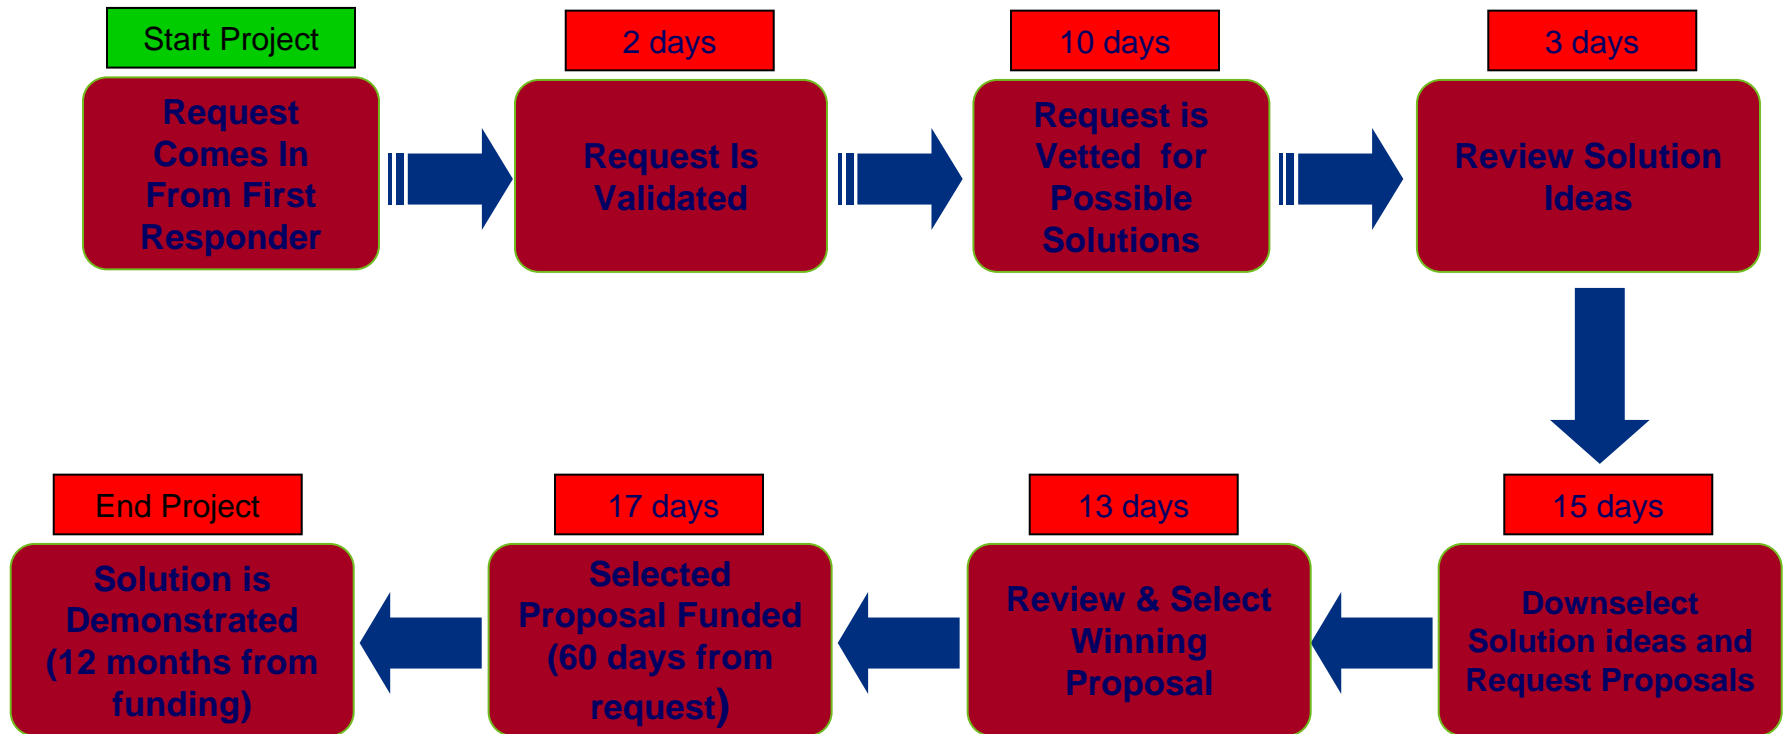 Start Project
Request
Comes In
From First
Responder
2 days
Request Is
Validated
10 days
Request is
Vetted for
Possible
Solutions
3 days
Review Solution
Ideas
15 days
Downselect
Solution ideas and
Request Proposals
13 days
Review & Select
Winning
Proposal
17 days
Selected
Proposal Funded
(60 days from
request)
End Project
Solution is
Demonstrated
(12 months from
funding)